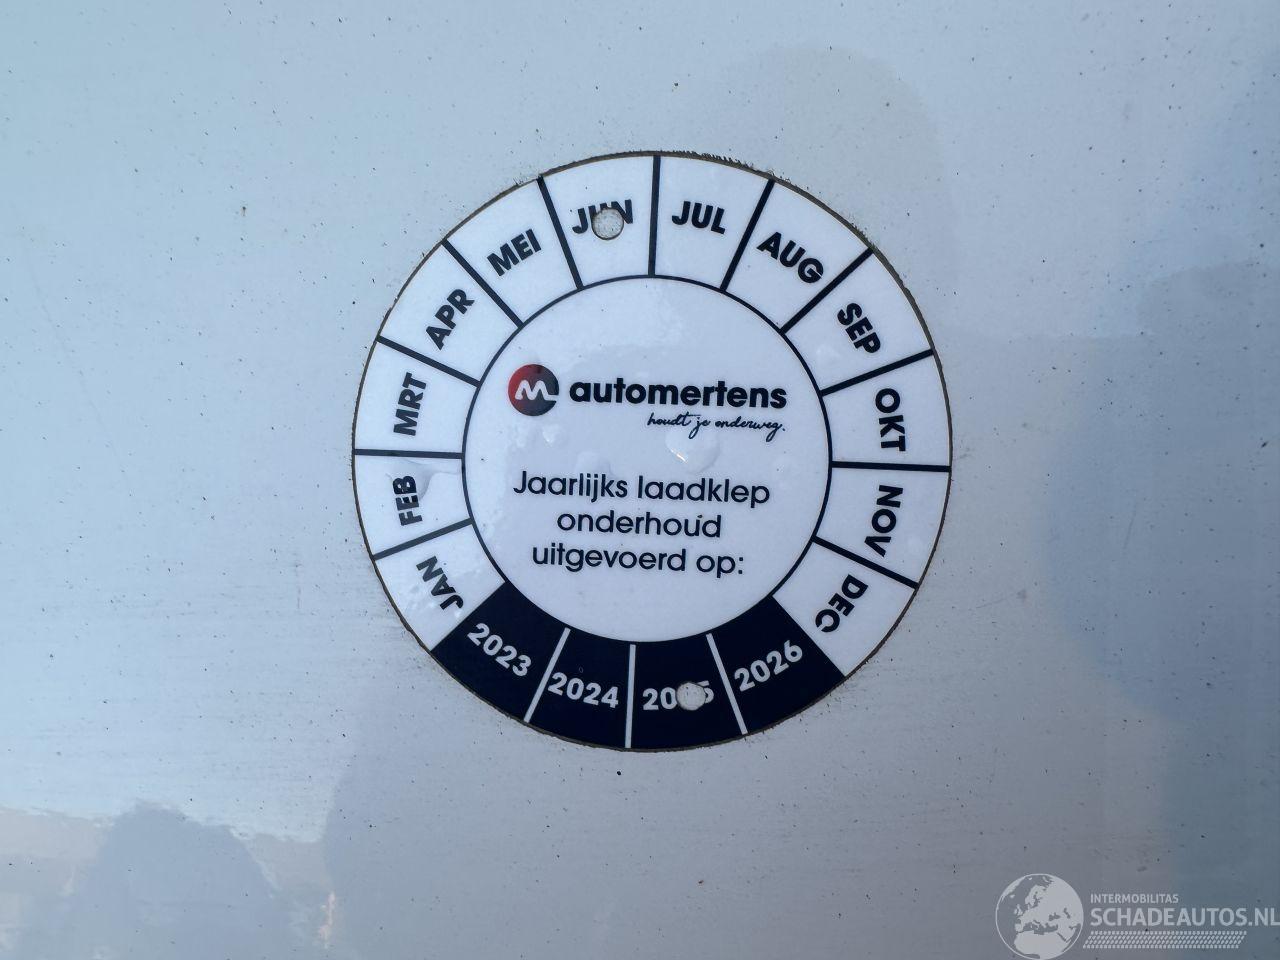 JAN
FEB
MRT
APR
MEI
JUN
JUL
AUG
SEP
OKT
NOV
DEC
automertens
houdt je onderweg.
Jaarlijks laadklep
onderhoud
uitgevoerd op:
2023
2024
2025
2026
INTERMOBILITAS
SCHADEAUTOS.NL